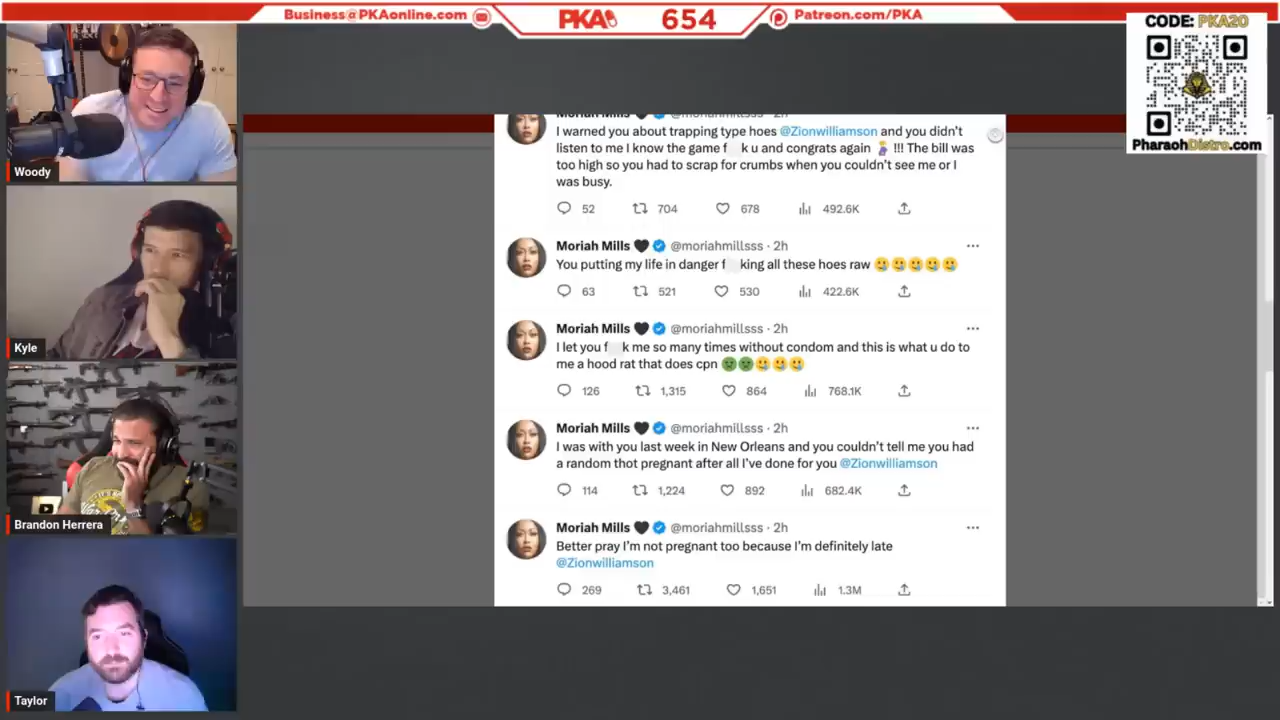 Business@PKAonline.com
PKA
654
Patreon.com/PKA
CODE: PKA20
PharaohDistro.com
Woody
Kyle
Brandon Herrera
Taylor
Moriah Mills @moriahmillsss · 2h
I warned you about trapping type hoes @Zionwilliamson and you didn't
listen to me I know the game f k u and congrats again !!! The bill was
too high so you had to scrap for crumbs when you couldn't see me or I
was busy.
52 704 678 492.6K
Moriah Mills @moriahmillsss · 2h
You putting my life in danger f king all these hoes raw
63 521 530 422.6K
Moriah Mills @moriahmillsss · 2h
I let you f k me so many times without condom and this is what u do to
me a hood rat that does cpn
126 1,315 864 768.1K
Moriah Mills @moriahmillsss · 2h
I was with you last week in New Orleans and you couldn't tell me you had
a random thot pregnant after all I've done for you @Zionwilliamson
114 1,224 892 682.4K
Moriah Mills @moriahmillsss · 2h
Better pray I'm not pregnant too because I'm definitely late
@Zionwilliamson
269 3,461 1,651 1.3M